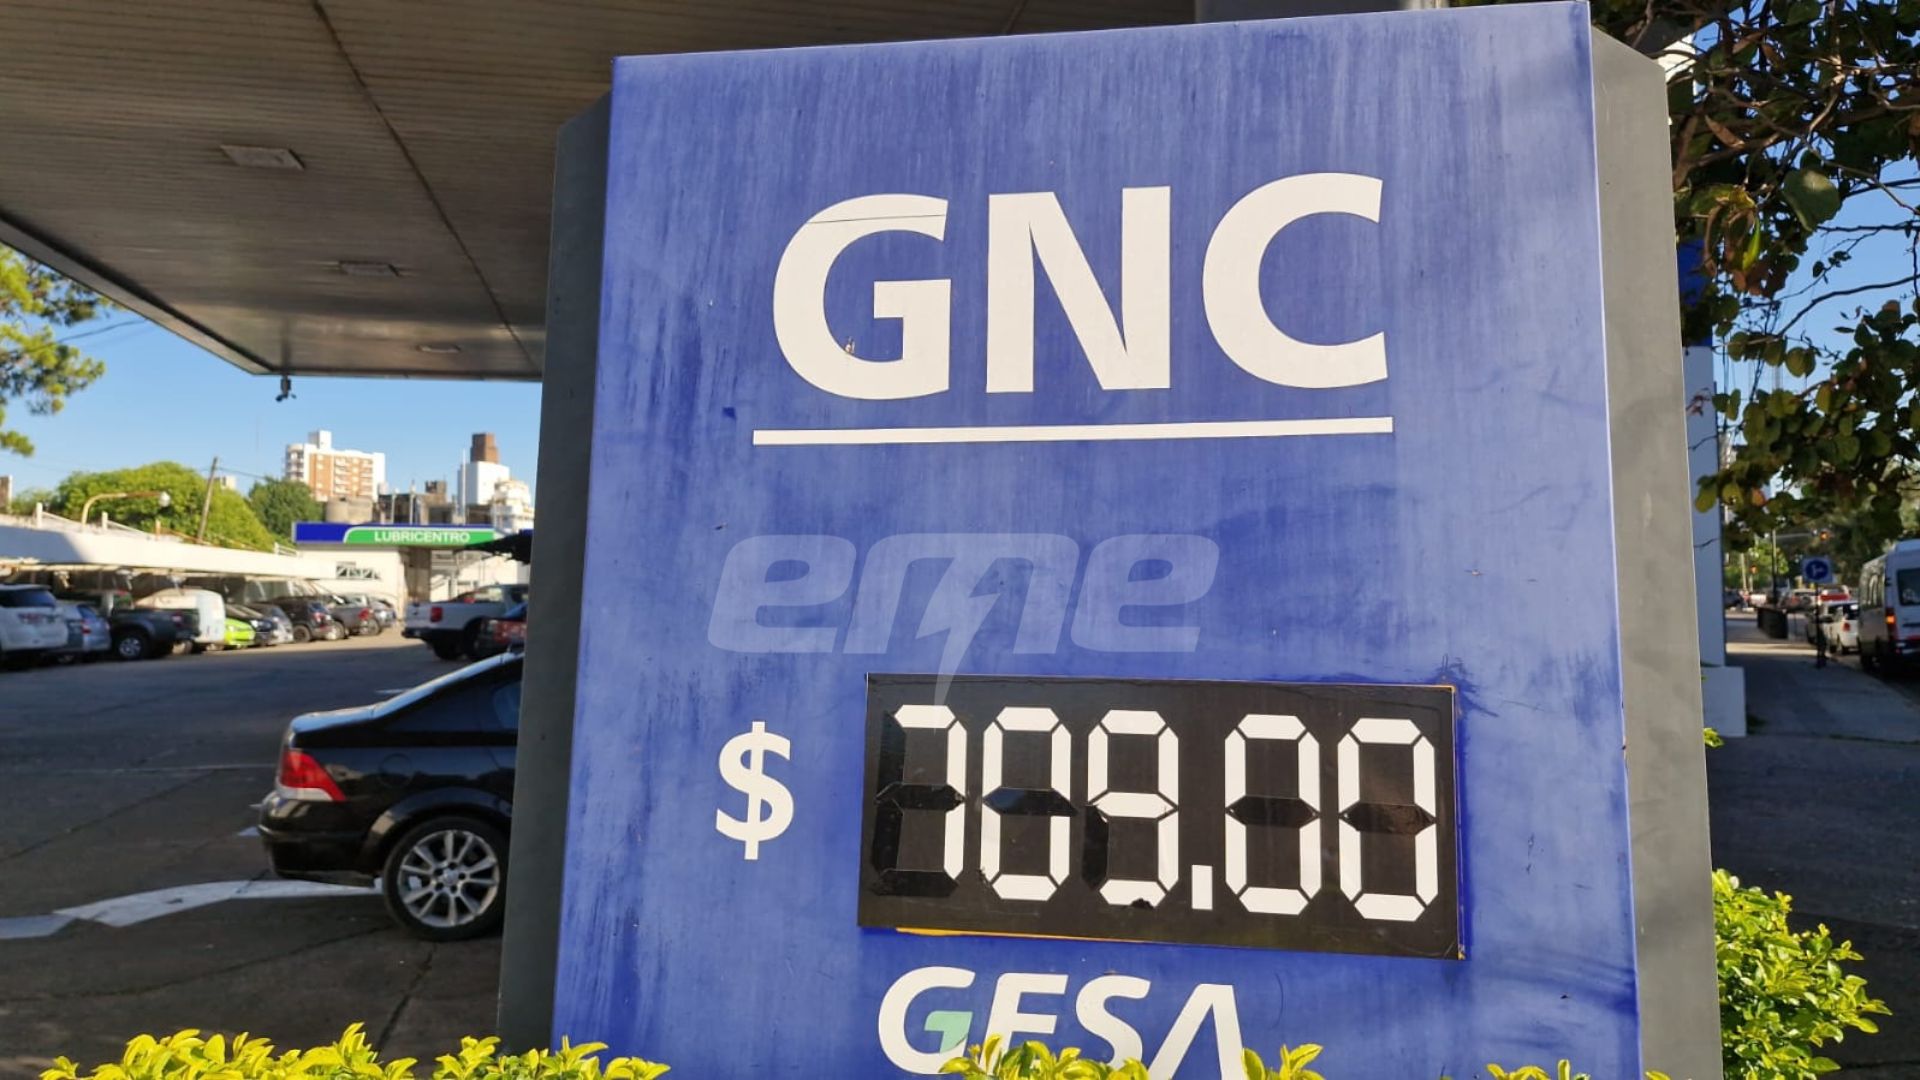 GNC
eme
$ 709.00
GESA
LUBRICENTRO